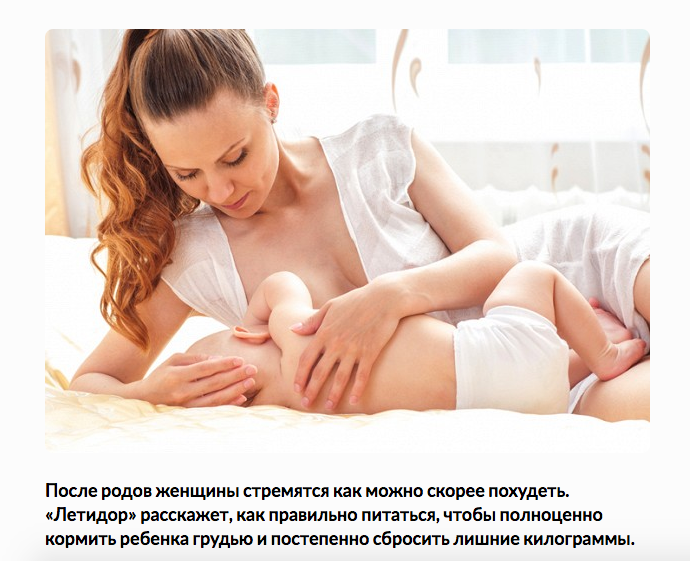 После родов женщины стремятся как можно скорее похудеть.
«Летидор» расскажет, как правильно питаться, чтобы полноценно
кормить ребенка грудью и постепенно сбросить лишние килограммы.